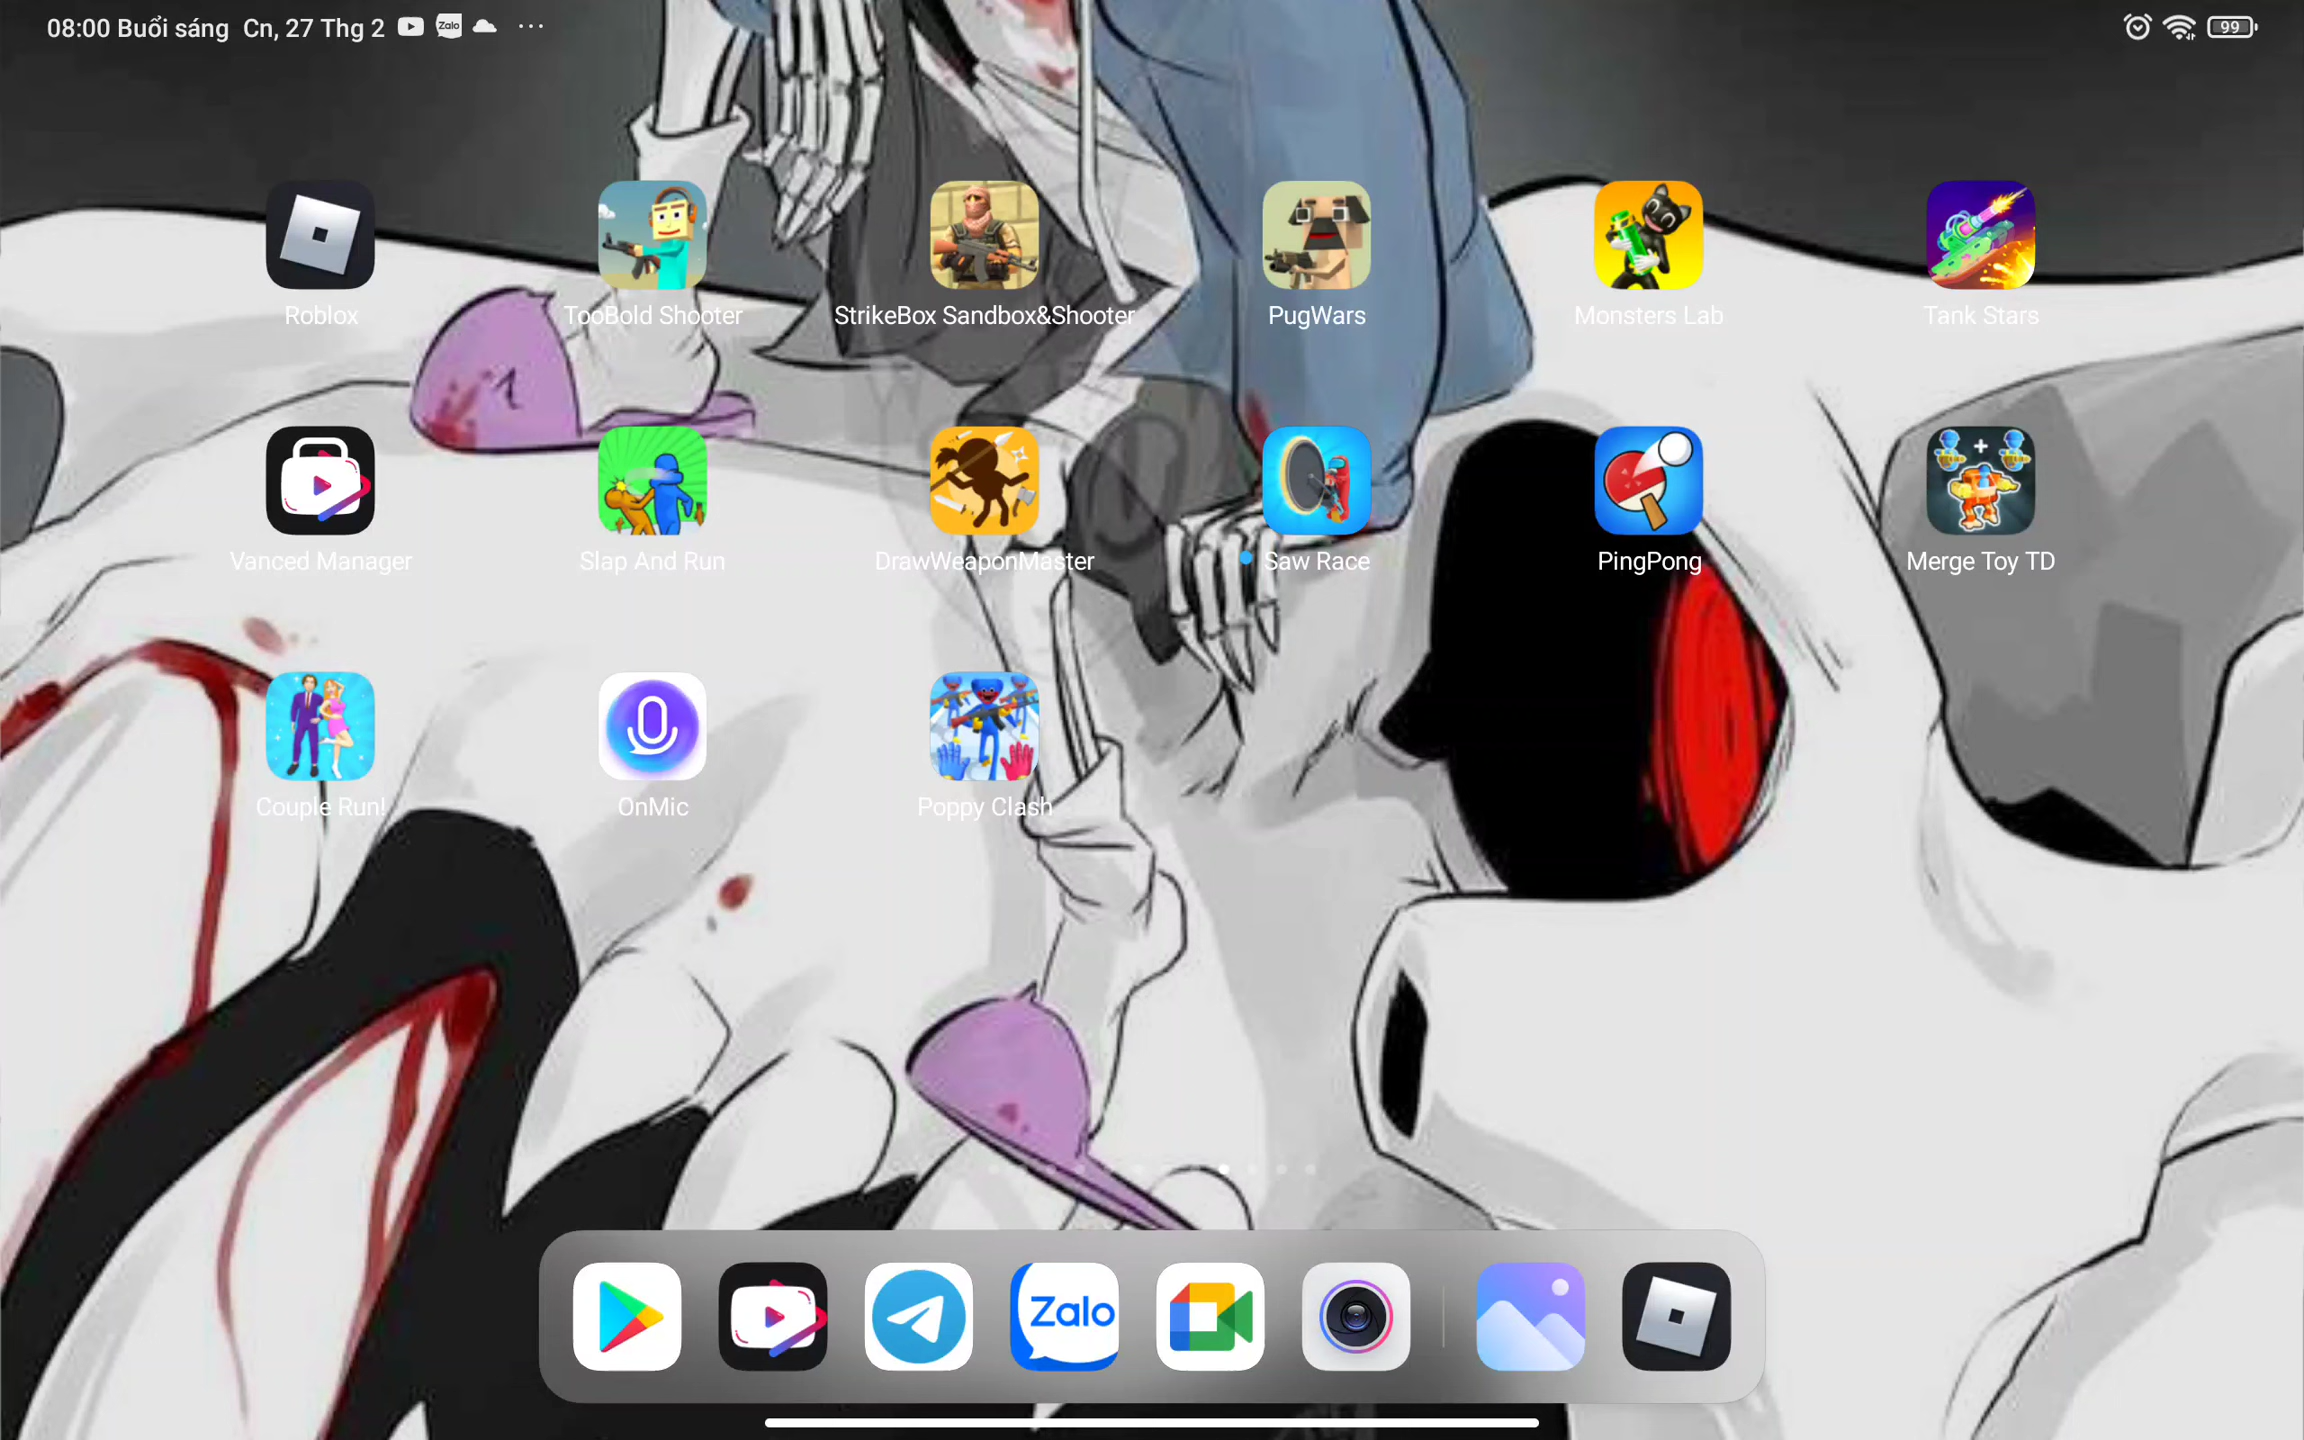 08:00 Buổi sáng Cn, 27 Thg 2 Zalo ...
99
Roblox
TooBold Shooter
StrikeBox Sandbox&Shooter
PugWars
Monsters Lab
Tank Stars
Vanced Manager
Slap And Run
DrawWeaponMaster
Saw Race
PingPong
Merge Toy TD
Couple Run!
OnMic
Poppy Clash
Zalo